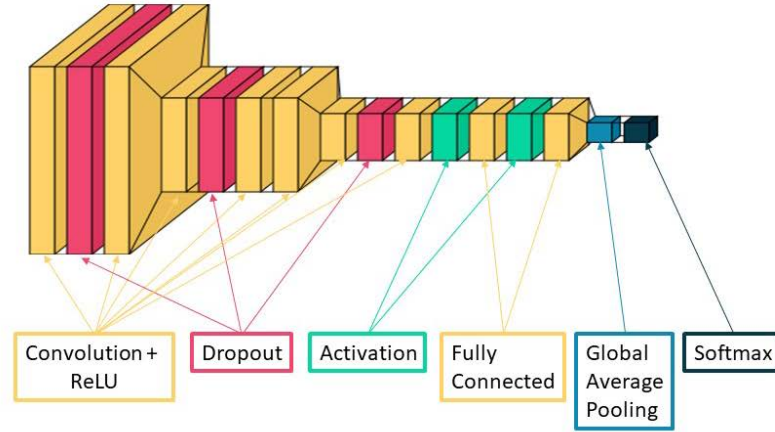 Convolution +
ReLU
Dropout
Activation
Fully
Connected
Global
Average
Pooling
Softmax